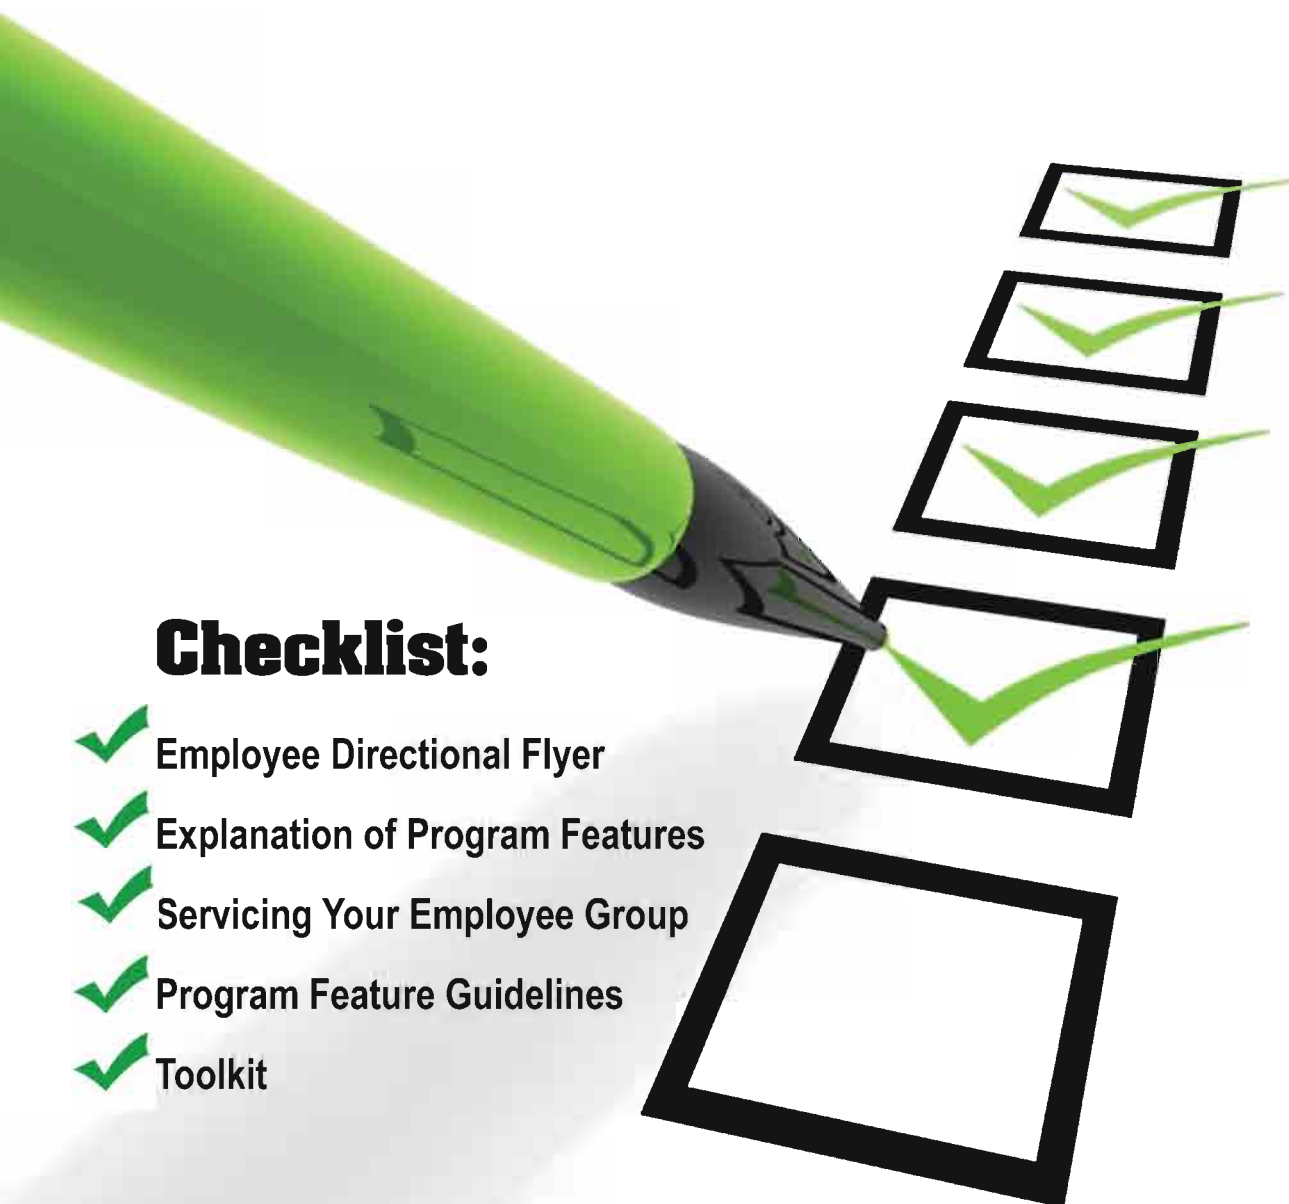 Checklist:
Employee Directional Flyer
Explanation of Program Features
Servicing Your Employee Group
Program Feature Guidelines
Toolkit